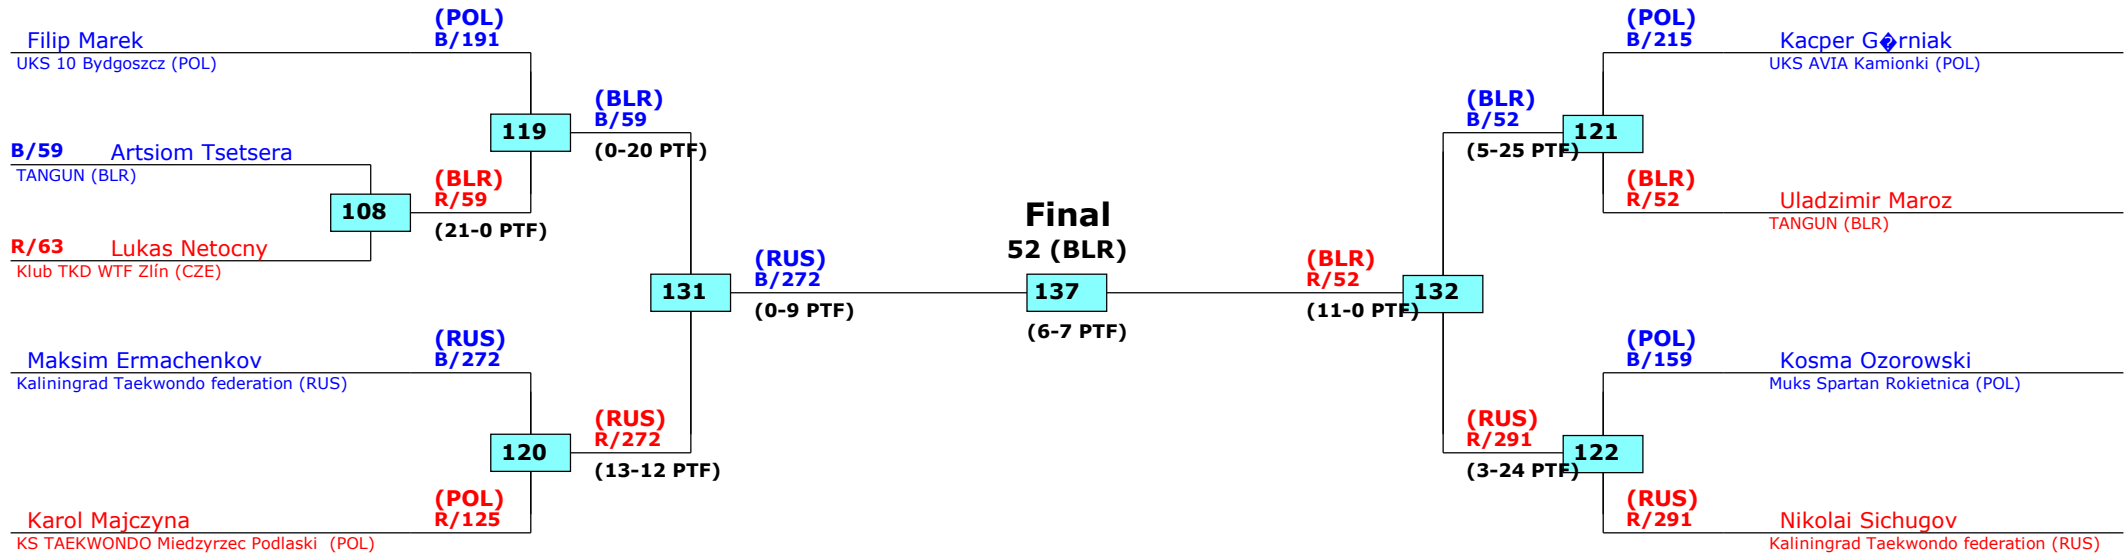 (POL)
B/191
Filip Marek
UKS 10 Bydgoszcz (POL)
B/59 Artsiom Tsetsera
TANGUN (BLR)
R/63 Lukas Netocny
Klub TKD WTF Zlín (CZE)
108
(BLR)
R/59
(21-0 PTF)
119
(BLR)
B/59
(0-20 PTF)
(RUS)
B/272
Maksim Ermachenkov
Kaliningrad Taekwondo federation (RUS)
120
(RUS)
R/272
(13-12 PTF)
(POL)
R/125
Karol Majczyna
KS TAEKWONDO Miedzyrzec Podlaski (POL)
131
(RUS)
B/272
(0-9 PTF)
Final
52 (BLR)
137
(6-7 PTF)
(BLR)
R/52
(11-0 PTF)
132
(BLR)
B/52
(5-25 PTF)
121
(POL)
B/215
Kacper G�rniak
UKS AVIA Kamionki (POL)
(BLR)
R/52
Uladzimir Maroz
TANGUN (BLR)
(RUS)
R/291
(3-24 PTF)
122
(POL)
B/159
Kosma Ozorowski
Muks Spartan Rokietnica (POL)
(RUS)
R/291
Nikolai Sichugov
Kaliningrad Taekwondo federation (RUS)